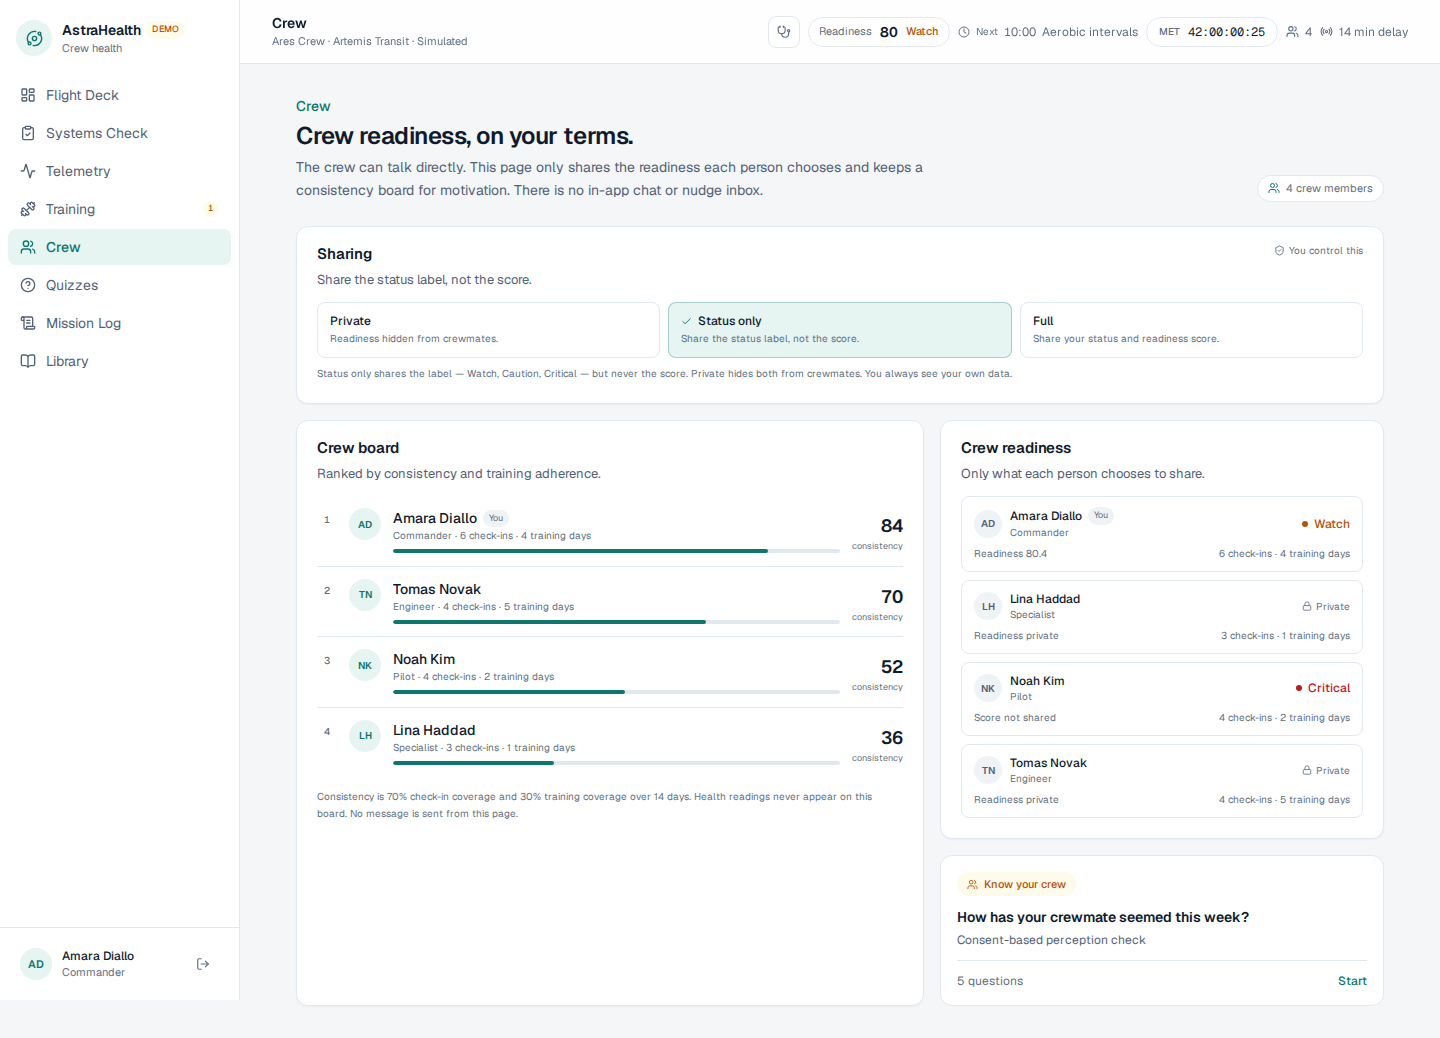 AstraHealth DEMO
Crew health
Flight Deck
Systems Check
Telemetry
Training 1
Crew
Quizzes
Mission Log
Library
AD Amara Diallo
Commander
Crew
Ares Crew · Artemis Transit · Simulated
Readiness 80 Watch
Next 10:00 Aerobic intervals
MET 42:00:00:25
4 14 min delay
Crew
Crew readiness, on your terms.
The crew can talk directly. This page only shares the readiness each person chooses and keeps a
consistency board for motivation. There is no in-app chat or nudge inbox.
4 crew members
Sharing
You control this
Share the status label, not the score.
Private
Readiness hidden from crewmates.
Status only
Share the status label, not the score.
Full
Share your status and readiness score.
Status only shares the label — Watch, Caution, Critical — but never the score. Private hides both from crewmates. You always see your own data.
Crew board
Ranked by consistency and training adherence.
1 AD Amara Diallo You 84
Commander · 6 check-ins · 4 training days consistency
2 TN Tomas Novak 70
Engineer · 4 check-ins · 5 training days consistency
3 NK Noah Kim 52
Pilot · 4 check-ins · 2 training days consistency
4 LH Lina Haddad 36
Specialist · 3 check-ins · 1 training days consistency
Consistency is 70% check-in coverage and 30% training coverage over 14 days. Health readings never appear on this
board. No message is sent from this page.
Crew readiness
Only what each person chooses to share.
AD Amara Diallo You Watch
Commander
Readiness 80.4 6 check-ins · 4 training days
LH Lina Haddad Private
Specialist
Readiness private 3 check-ins · 1 training days
NK Noah Kim Critical
Pilot
Score not shared 4 check-ins · 2 training days
TN Tomas Novak Private
Engineer
Readiness private 4 check-ins · 5 training days
Know your crew
How has your crewmate seemed this week?
Consent-based perception check
5 questions Start